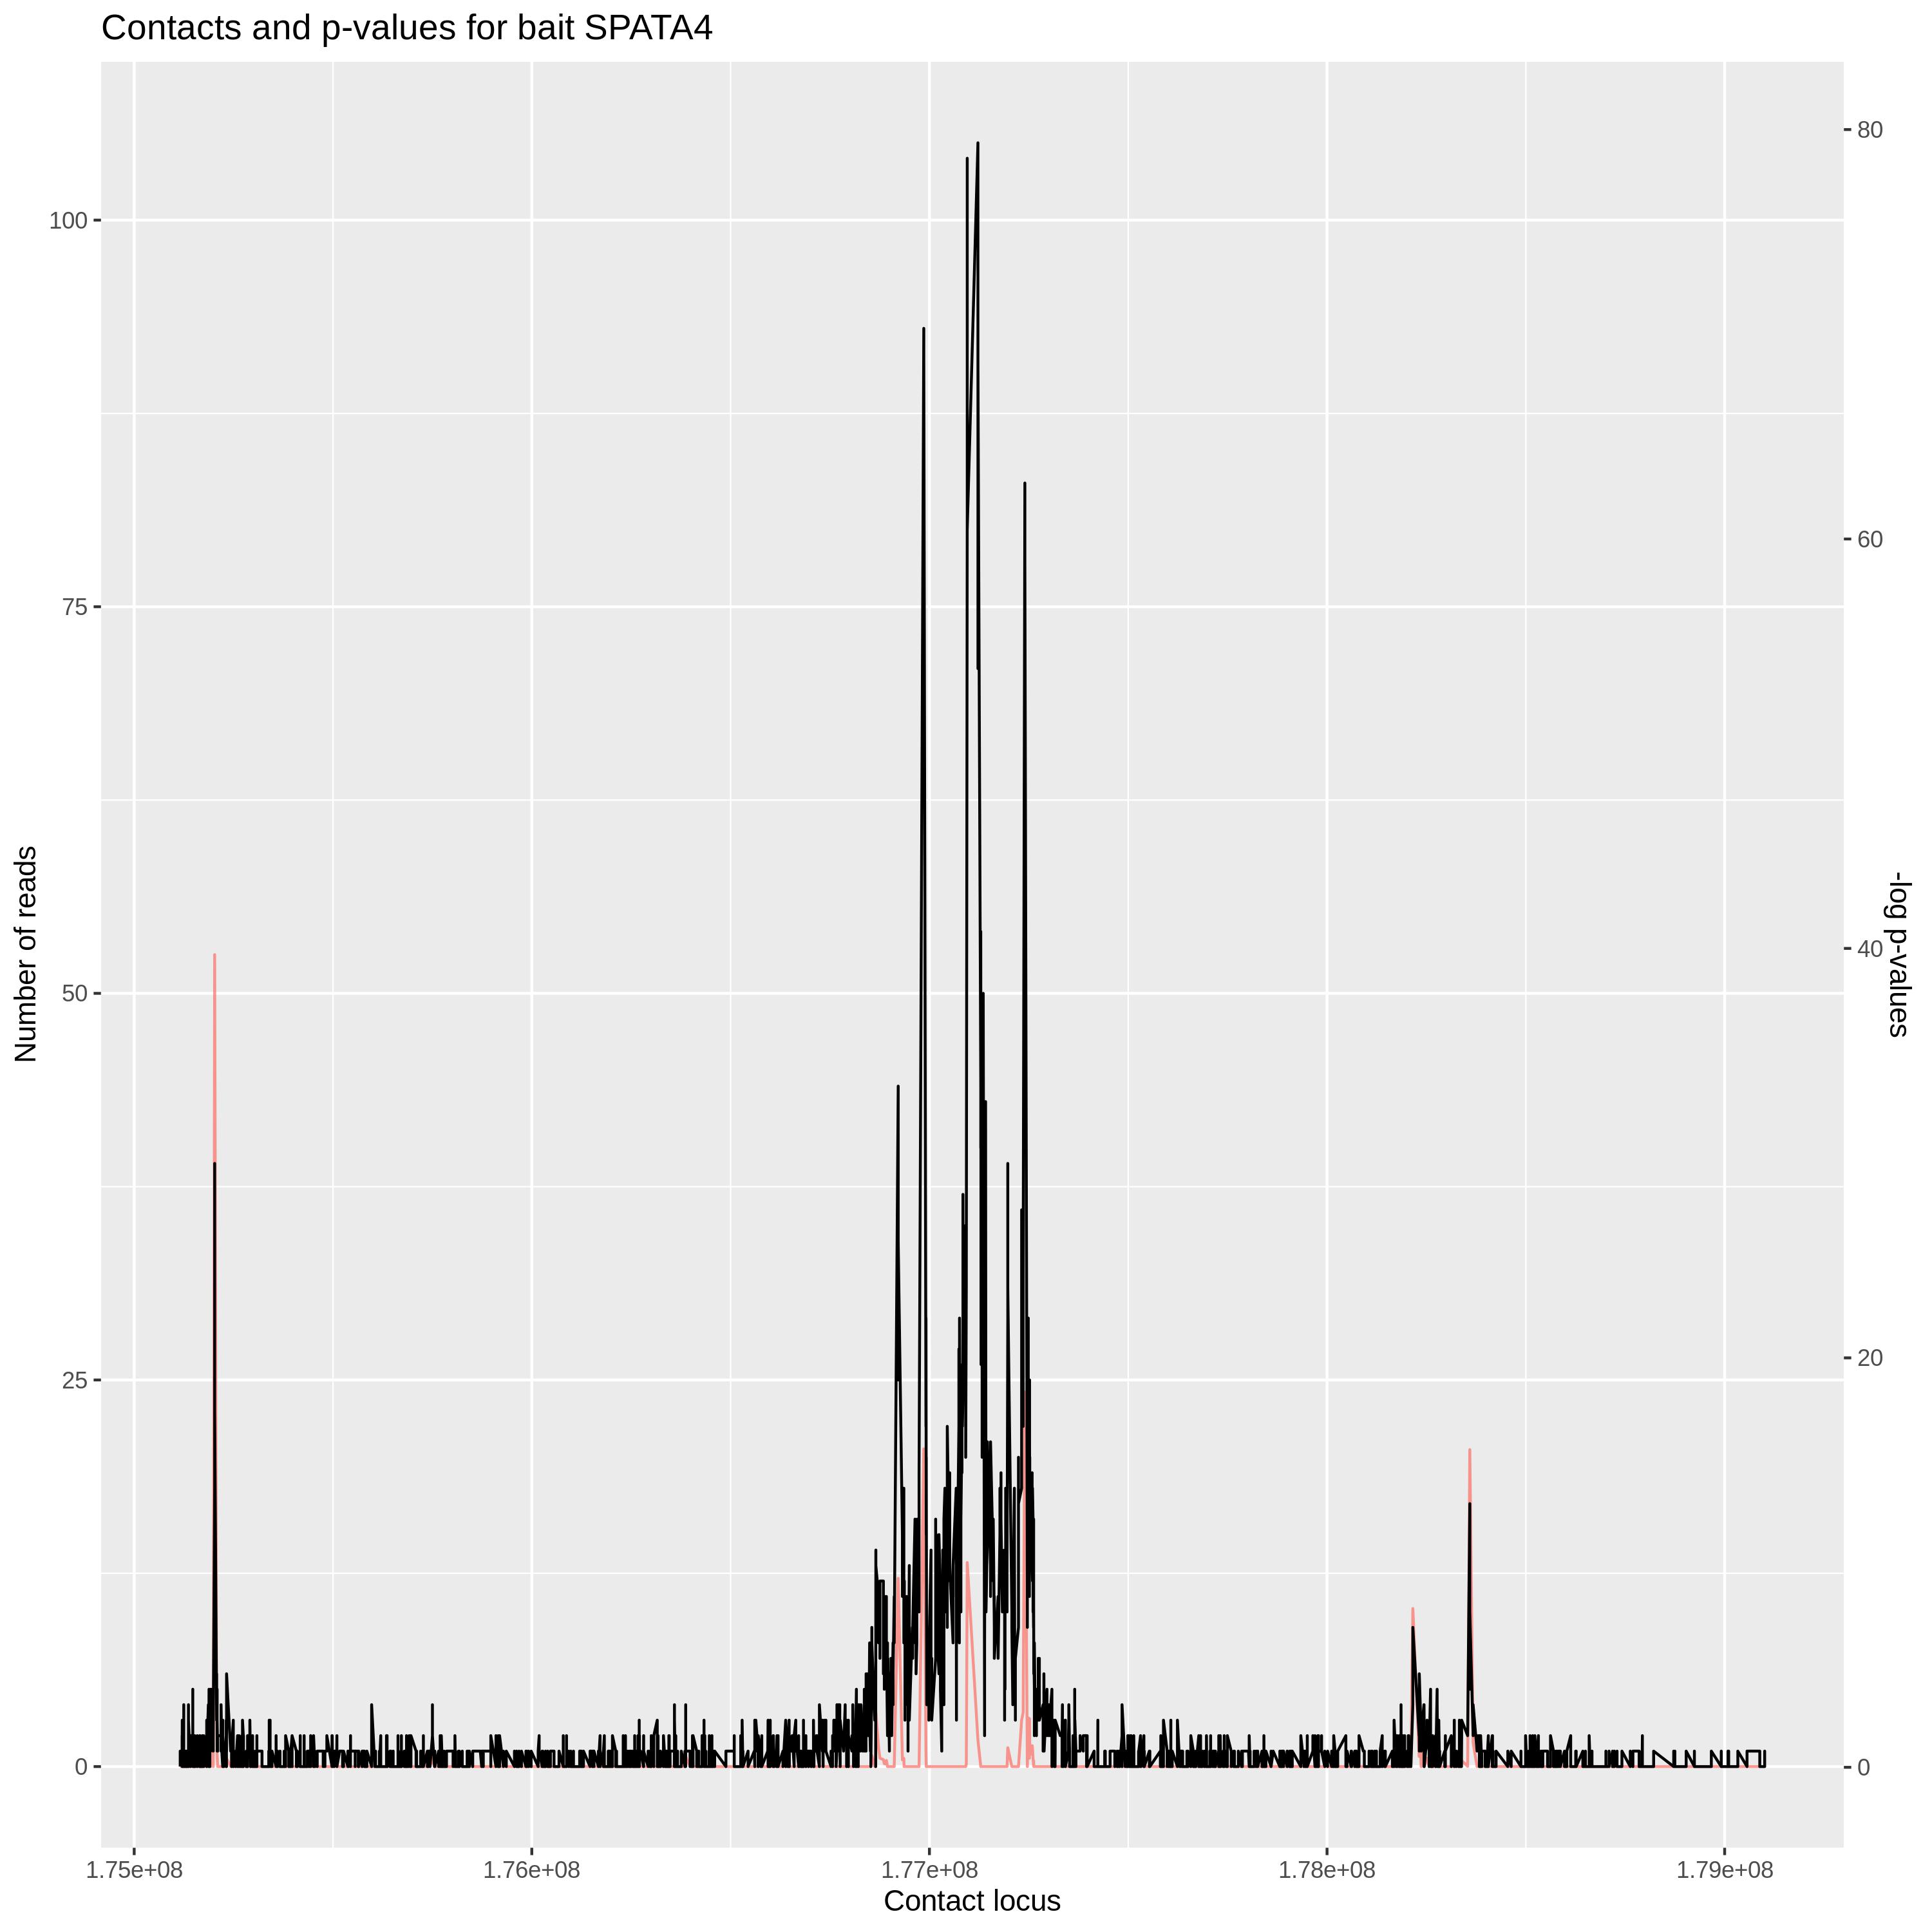 Contacts and p-values for bait SPATA4
100
75
50
25
0
Number of reads
80
60
40
20
0
-log p-values
1.75e+08
1.76e+08
1.77e+08
1.78e+08
1.79e+08
Contact locus